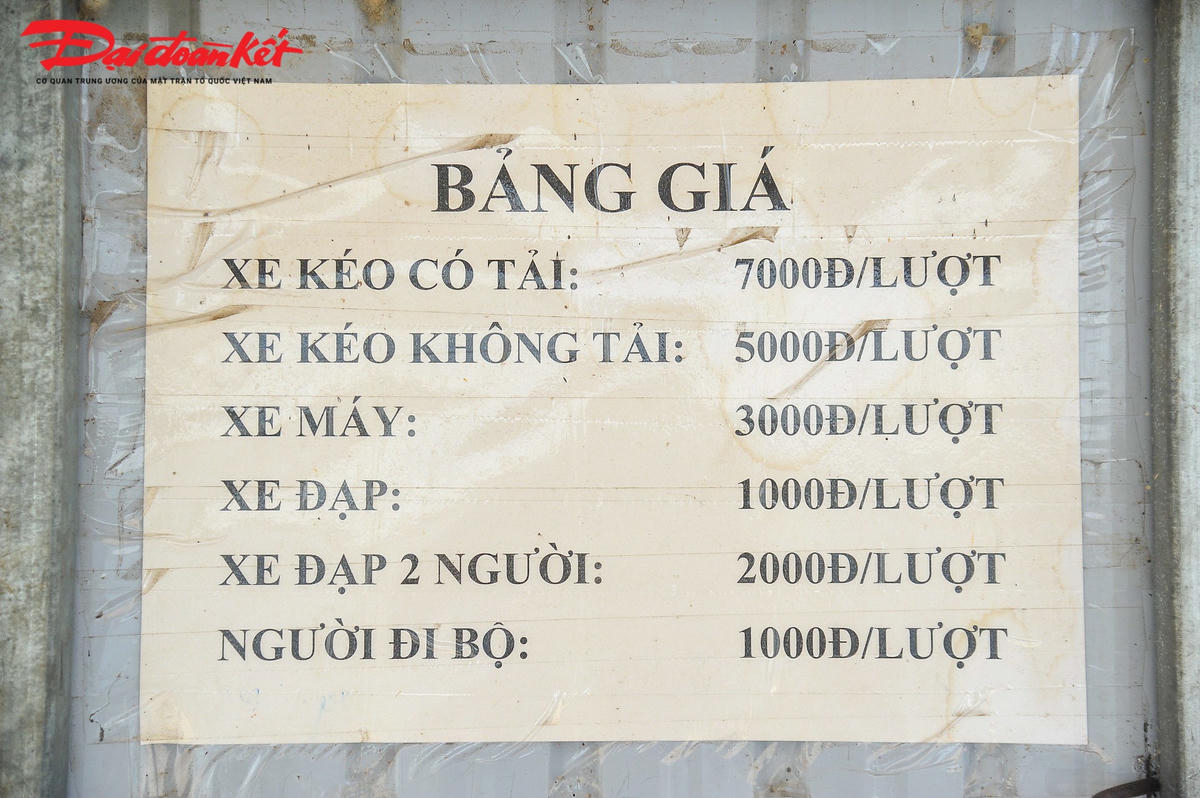 Đại đoàn kết
CƠ QUAN TRUNG ƯƠNG CỦA MẶT TRẬN TỔ QUỐC VIỆT NAM
BẢNG GIÁ
XE KÉO CÓ TẢI: 7000Đ/LƯỢT
XE KÉO KHÔNG TẢI: 5000Đ/LƯỢT
XE MÁY: 3000Đ/LƯỢT
XE ĐẠP: 1000Đ/LƯỢT
XE ĐẠP 2 NGƯỜI: 2000Đ/LƯỢT
NGƯỜI ĐI BỘ: 1000Đ/LƯỢT